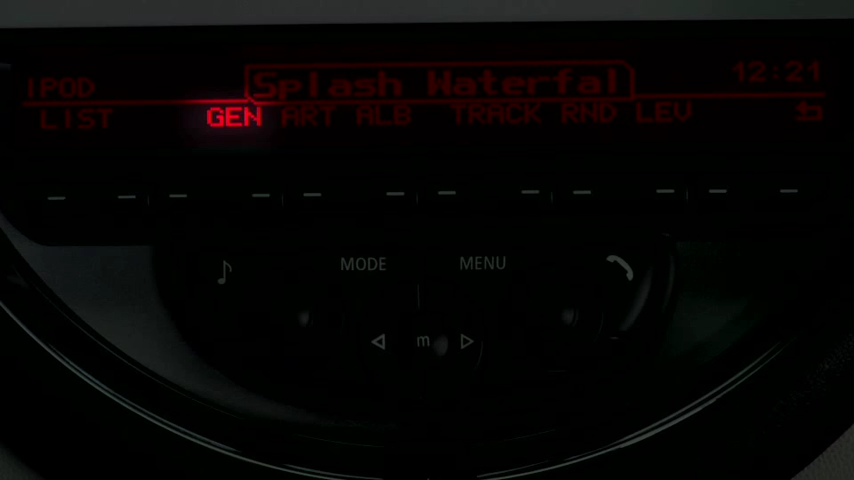 IPOD Splash Waterfal 12:21
LIST GEN ART ALB TRACK RND LEV
MODE MENU
m